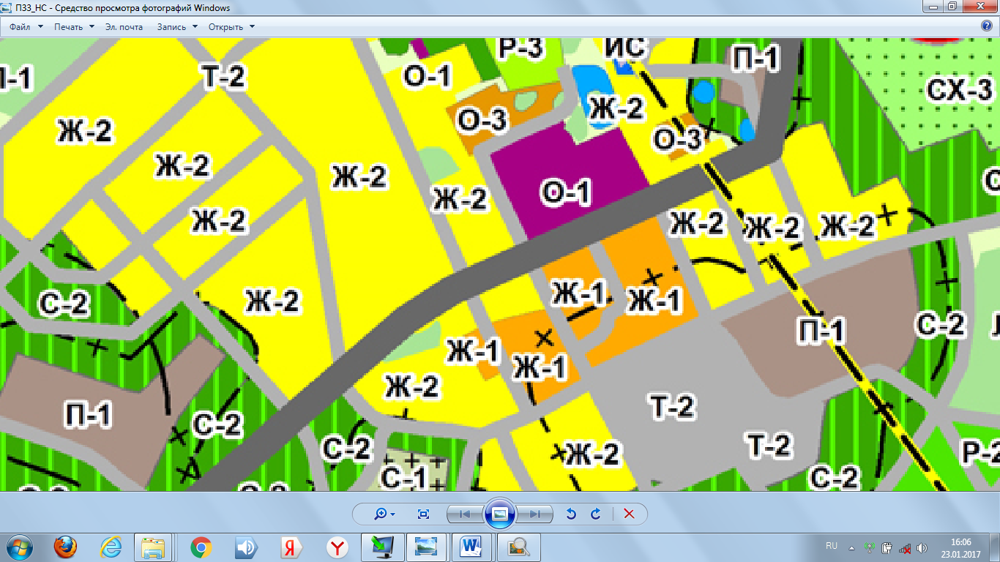 ПЗЗ_НС - Средство просмотра фотографий Windows
Файл Печать Эл. почта Запись Открыть
Р-3
ИС
П-1
О-1
Т-2
СХ-3
Ж-2
О-3
Ж-2
О-3
Ж-2
Ж-2
Ж-2
О-1
Ж-2
Ж-2
Ж-2
Ж-2
Ж-2
С-2
Ж-2
Ж-1
Ж-1
П-1
С-2
Ж-1
Ж-1
Ж-2
Т-2
П-1
С-2
С-2
Т-2
Ж-2
Р-2
С-1
С-2
RU
16:06
23.01.2017